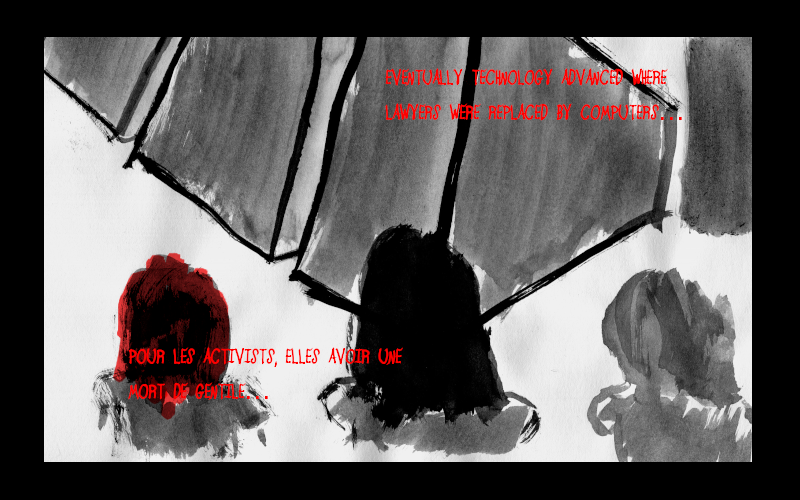 EVENTUALLY TECHNOLOGY ADVANCED WHERE
LAWYERS WERE REPLACED BY COMPUTERS...
POUR LES ACTIVISTS, ELLES AVOIR UNE
MORT DE GENTILE...